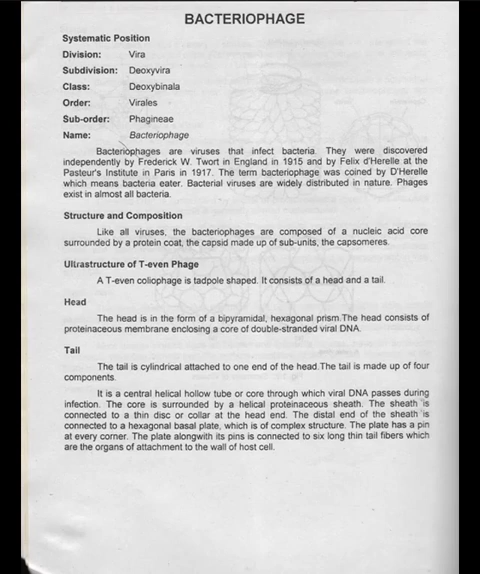 BACTERIOPHAGE
Systematic Position
Division: Vira
Subdivision: Deoxyvira
Class: Deoxybinala
Order: Virales
Sub-order: Phagineae
Name: Bacteriophage
Bacteriophages are viruses that infect bacteria. They were discovered
independently by Frederick W. Twort in England in 1915 and by Felix d'Herelle at the
Pasteur's Institute in Paris in 1917. The term bacteriophage was coined by D'Herelle
which means bacteria eater. Bacterial viruses are widely distributed in nature. Phages
exist in almost all bacteria.
Structure and Composition
Like all viruses, the bacteriophages are composed of a nucleic acid core
surrounded by a protein coat, the capsid made up of sub-units, the capsomeres.
Ultrastructure of T-even Phage
A T-even coliophage is tadpole shaped. It consists of a head and a tail.
Head
The head is in the form of a bipyramidal, hexagonal prism.The head consists of
proteinaceous membrane enclosing a core of double-stranded viral DNA.
Tail
The tail is cylindrical attached to one end of the head.The tail is made up of four
components.
It is a central helical hollow tube or core through which viral DNA passes during
infection. The core is surrounded by a helical proteinaceous sheath. The sheath is
connected to a thin disc or collar at the head end. The distal end of the sheath is
connected to a hexagonal basal plate, which is of complex structure. The plate has a pin
at every corner. The plate alongwith its pins is connected to six long thin tail fibers which
are the organs of attachment to the wall of host cell.